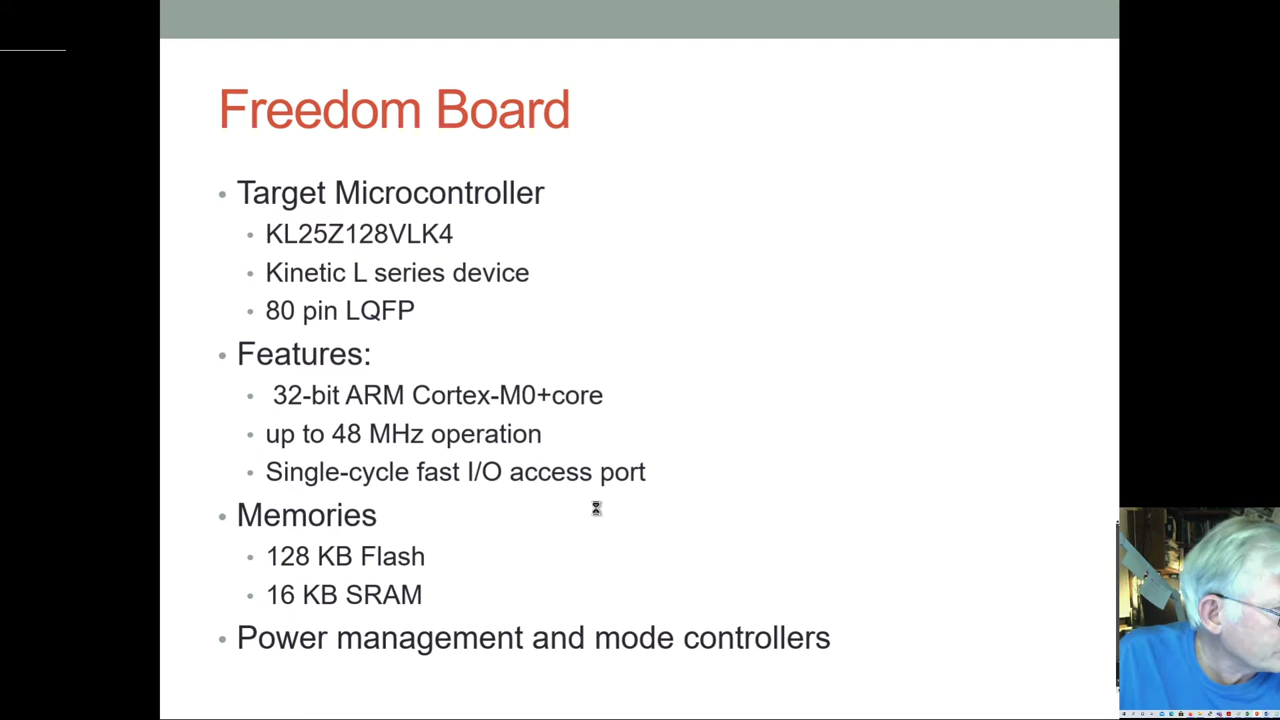 Freedom Board
• Target Microcontroller
• KL25Z128VLK4
• Kinetic L series device
• 80 pin LQFP
• Features:
• 32-bit ARM Cortex-M0+core
• up to 48 MHz operation
• Single-cycle fast I/O access port
• Memories
• 128 KB Flash
• 16 KB SRAM
• Power management and mode controllers